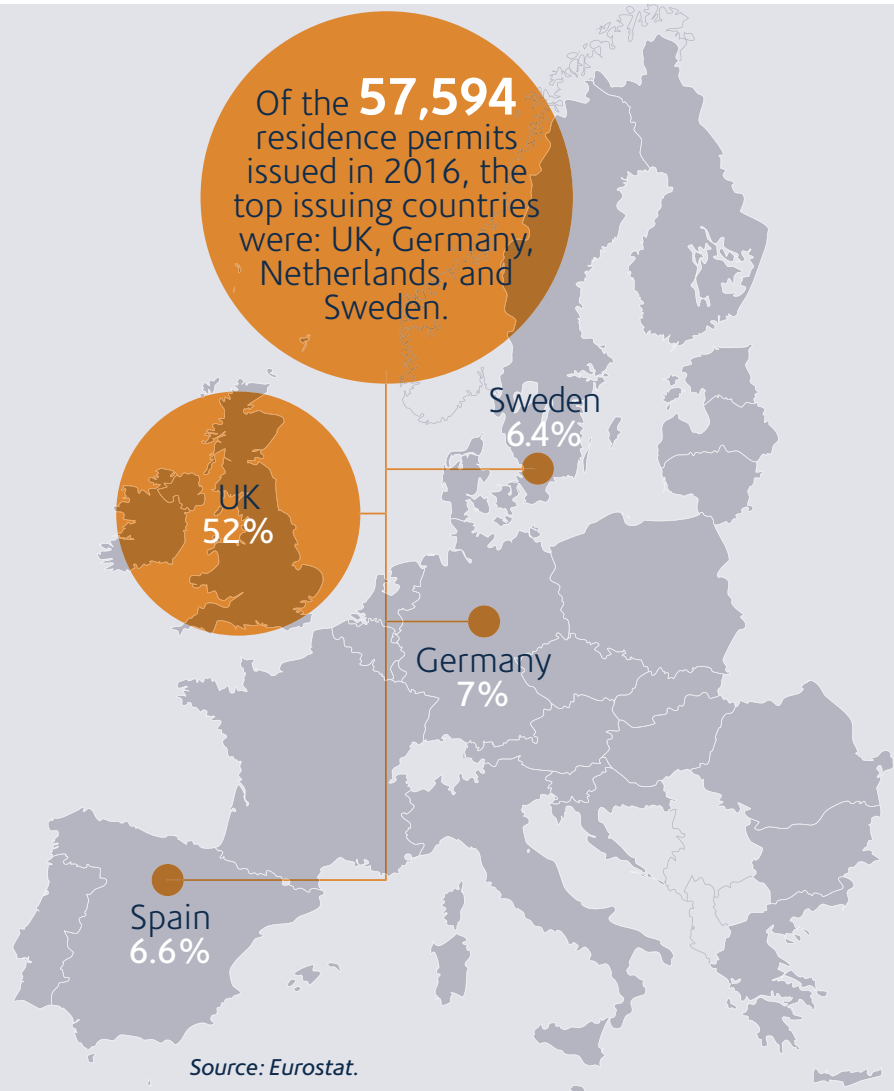 Of the 57,594
residence permits
issued in 2016, the
top issuing countries
were: UK, Germany,
Netherlands, and
Sweden.
Sweden
6.4%
UK
52%
Germany
7%
Spain
6.6%
Source: Eurostat.